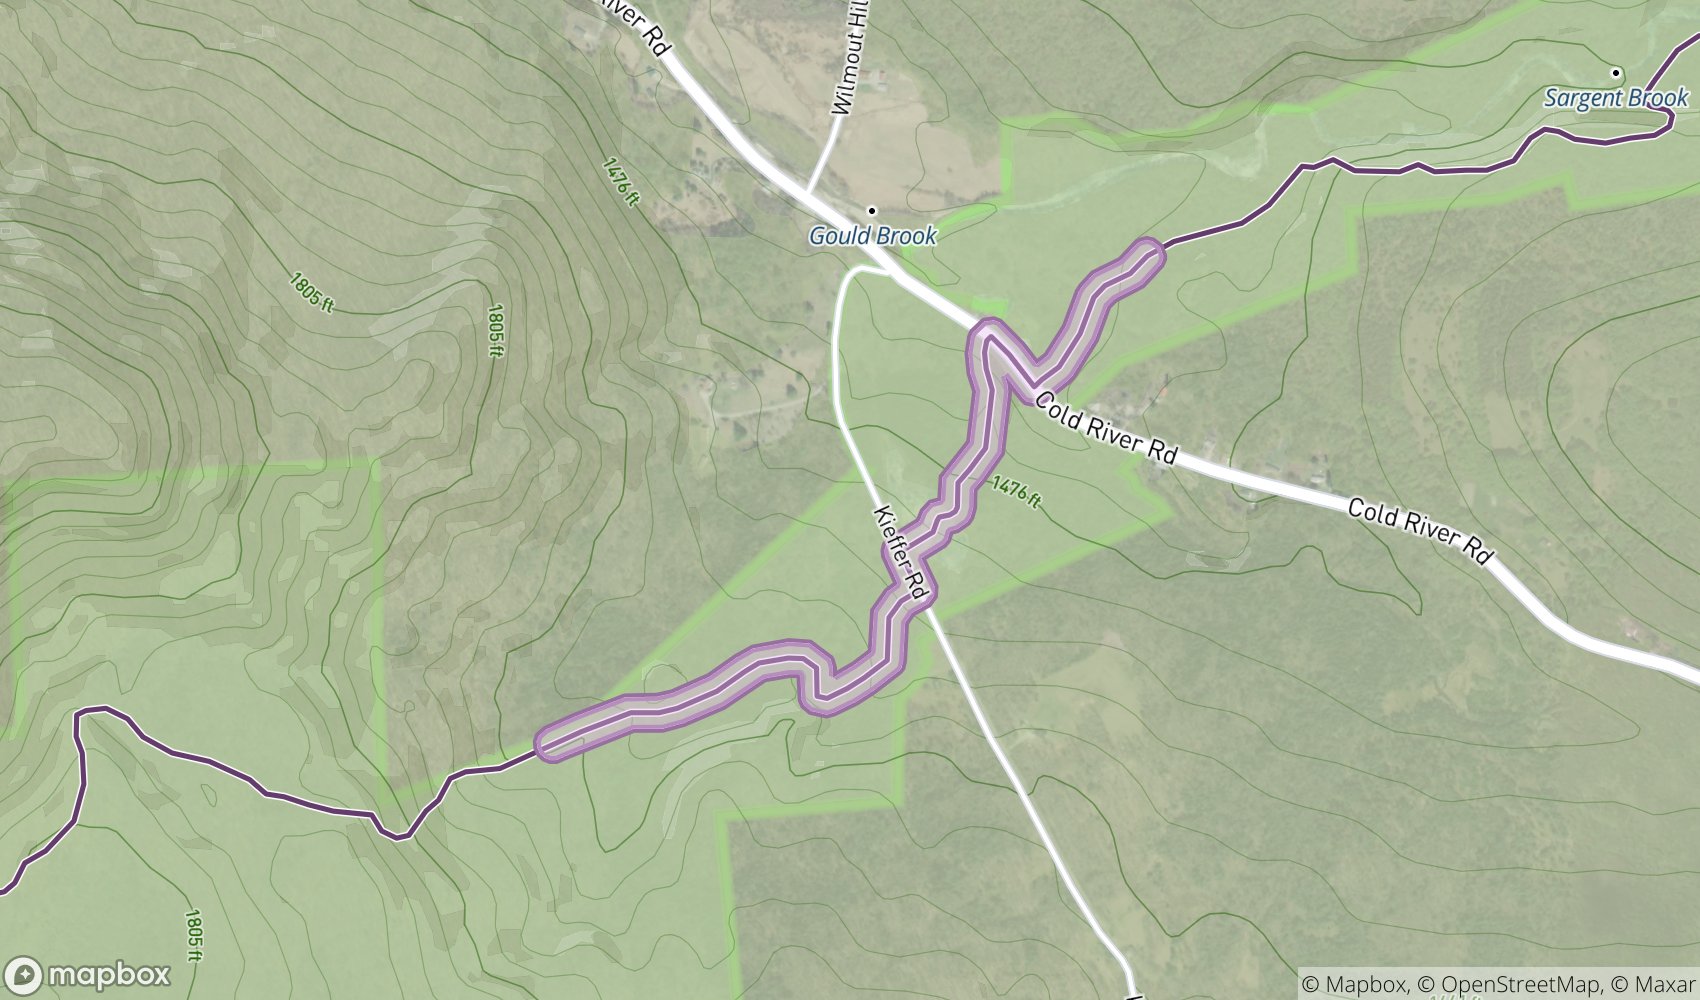 River Rd
Wilmout Hil
Sargent Brook
1476 ft
Gould Brook
1805 ft
1805 ft
Cold River Rd
1476 ft
Cold River Rd
Kieffer Rd
1805 ft
mapbox
© Mapbox, © OpenStreetMap, © Maxar